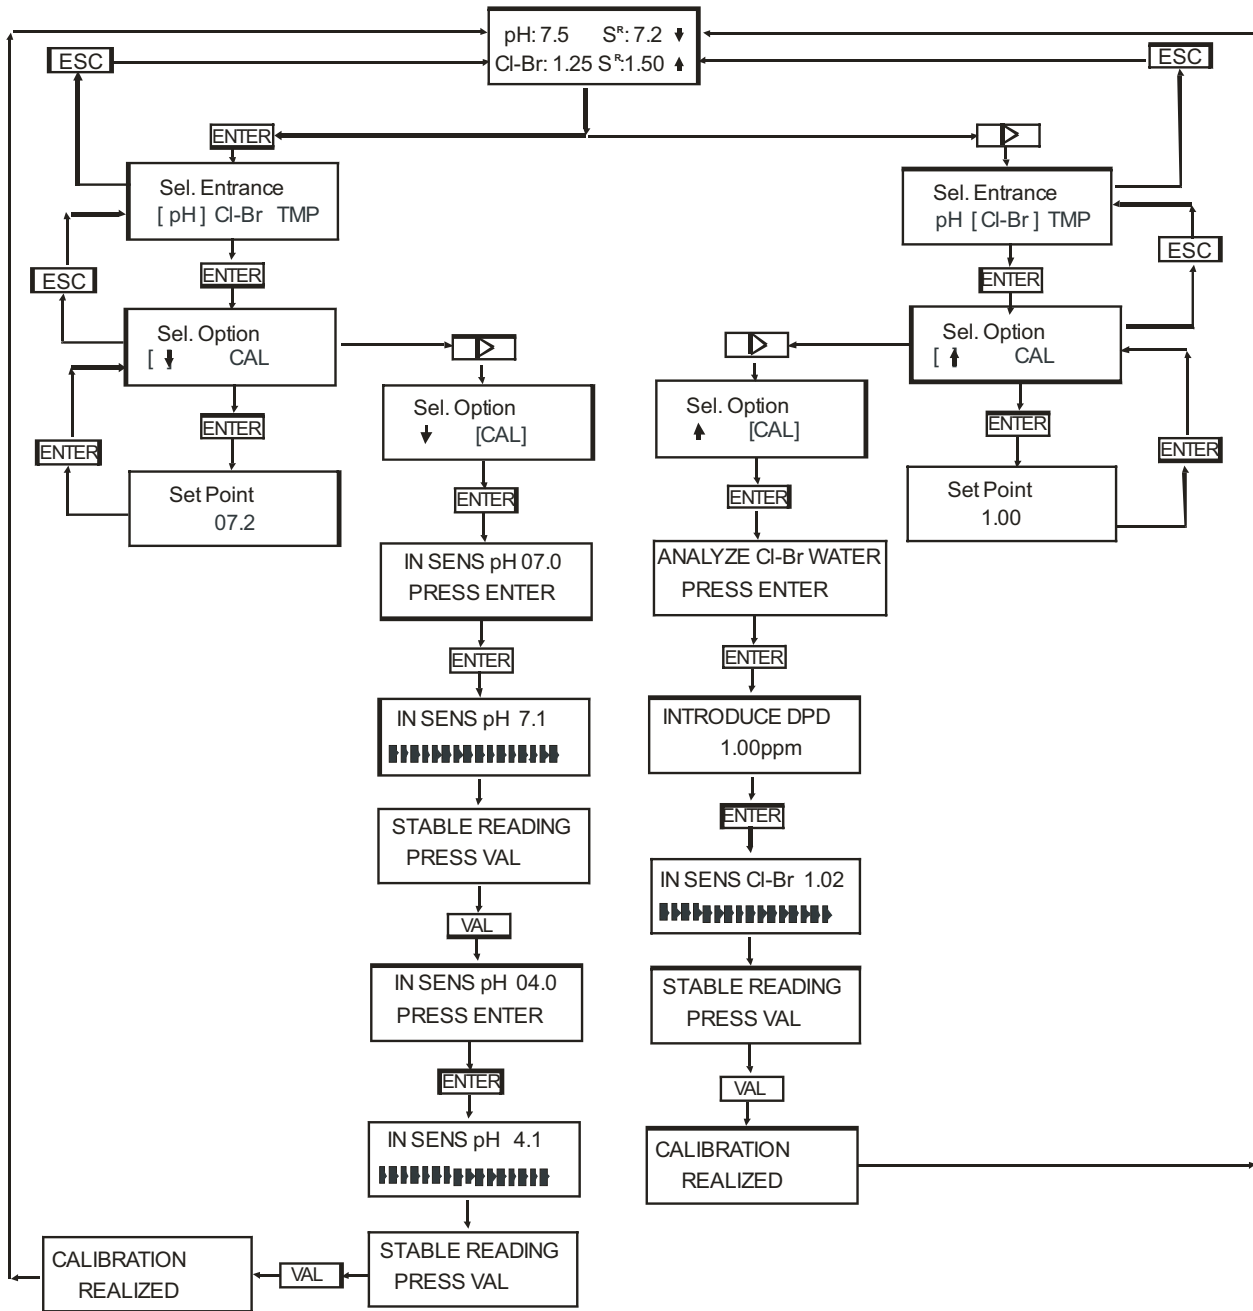 pH: 7.5 Sᴿ: 7.2
Cl-Br: 1.25 Sᴿ: 1.50
ESC
ESC
ENTER
Sel. Entrance
[ pH ] Cl-Br TMP
Sel. Entrance
pH [ Cl-Br ] TMP
ESC
ENTER
ESC
ENTER
Sel. Option
[ ⬇ ] CAL
Sel. Option
[ ⬆ ] CAL
Sel. Option
⬇ [CAL]
Sel. Option
⬆ [CAL]
ENTER
ENTER
ENTER
ENTER
Set Point
07.2
Set Point
1.00
ENTER
ENTER
IN SENS pH 07.0
PRESS ENTER
ANALYZE Cl-Br WATER
PRESS ENTER
ENTER
ENTER
IN SENS pH 7.1
INTRODUCE DPD
1.00ppm
STABLE READING
PRESS VAL
ENTER
VAL
IN SENS Cl-Br 1.02
IN SENS pH 04.0
PRESS ENTER
STABLE READING
PRESS VAL
ENTER
VAL
IN SENS pH 4.1
CALIBRATION
REALIZED
STABLE READING
PRESS VAL
VAL
CALIBRATION
REALIZED